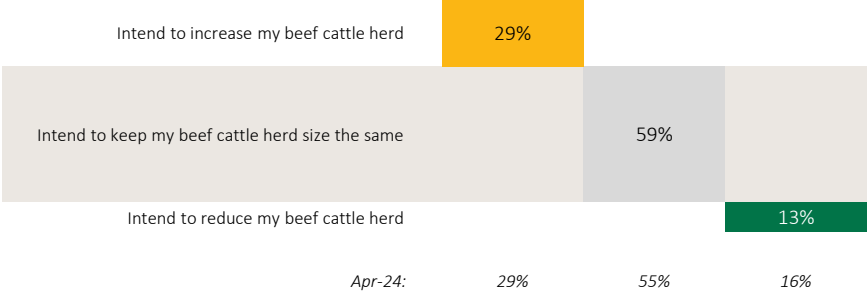 Intend to increase my beef cattle herd 29%
Intend to keep my beef cattle herd size the same 59%
Intend to reduce my beef cattle herd 13%
Apr-24: 29% 55% 16%